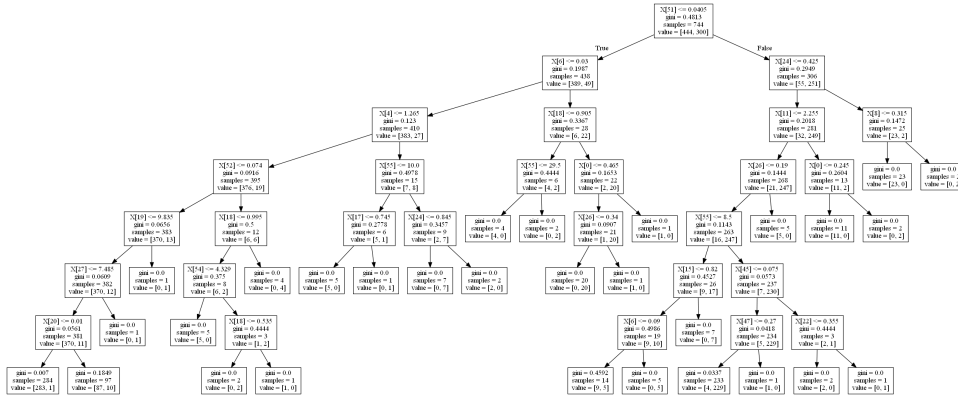 X[51] <= 0.0405
gini = 0.4813
samples = 744
value = [444, 300]
True
False
X[6] <= 0.03
gini = 0.1987
samples = 438
value = [389, 49]
X[24] <= 0.425
gini = 0.2949
samples = 306
value = [55, 251]
X[4] <= 1.265
gini = 0.123
samples = 410
value = [383, 27]
X[18] <= 0.905
gini = 0.3367
samples = 28
value = [6, 22]
X[11] <= 2.255
gini = 0.2018
samples = 281
value = [32, 249]
X[8] <= 0.315
gini = 0.1472
samples = 25
value = [23, 2]
X[52] <= 0.074
gini = 0.0916
samples = 395
value = [376, 19]
X[55] <= 10.0
gini = 0.4978
samples = 15
value = [7, 8]
X[55] <= 29.5
gini = 0.4444
samples = 6
value = [4, 2]
X[0] <= 0.465
gini = 0.1653
samples = 22
value = [2, 20]
X[26] <= 0.19
gini = 0.1444
samples = 268
value = [21, 247]
X[0] <= 0.245
gini = 0.2604
samples = 13
value = [11, 2]
gini = 0.0
samples = 23
value = [23, 0]
gini = 0.0
samples =
value = [0, 2
X[19] <= 9.835
gini = 0.0656
samples = 383
value = [370, 13]
X[18] <= 0.995
gini = 0.5
samples = 12
value = [6, 6]
X[17] <= 0.745
gini = 0.2778
samples = 6
value = [5, 1]
X[24] <= 0.845
gini = 0.3457
samples = 9
value = [2, 7]
gini = 0.0
samples = 4
value = [4, 0]
gini = 0.0
samples = 2
value = [0, 2]
X[26] <= 0.34
gini = 0.0907
samples = 21
value = [1, 20]
gini = 0.0
samples = 1
value = [1, 0]
X[55] <= 8.5
gini = 0.1143
samples = 263
value = [16, 247]
gini = 0.0
samples = 5
value = [5, 0]
gini = 0.0
samples = 11
value = [11, 0]
gini = 0.0
samples = 2
value = [0, 2]
X[27] <= 7.485
gini = 0.0609
samples = 382
value = [370, 12]
gini = 0.0
samples = 1
value = [0, 1]
X[54] <= 4.329
gini = 0.375
samples = 8
value = [6, 2]
gini = 0.0
samples = 4
value = [0, 4]
gini = 0.0
samples = 5
value = [5, 0]
gini = 0.0
samples = 1
value = [0, 1]
gini = 0.0
samples = 7
value = [0, 7]
gini = 0.0
samples = 2
value = [2, 0]
gini = 0.0
samples = 20
value = [0, 20]
gini = 0.0
samples = 1
value = [1, 0]
X[15] <= 0.82
gini = 0.4527
samples = 26
value = [9, 17]
X[45] <= 0.075
gini = 0.0573
samples = 237
value = [7, 230]
X[20] <= 0.01
gini = 0.0561
samples = 381
value = [370, 11]
gini = 0.0
samples = 1
value = [0, 1]
gini = 0.0
samples = 5
value = [5, 0]
X[18] <= 0.535
gini = 0.4444
samples = 3
value = [1, 2]
X[6] <= 0.09
gini = 0.4986
samples = 19
value = [9, 10]
gini = 0.0
samples = 7
value = [0, 7]
X[47] <= 0.27
gini = 0.0418
samples = 234
value = [5, 229]
X[22] <= 0.355
gini = 0.4444
samples = 3
value = [2, 1]
gini = 0.007
samples = 284
value = [283, 1]
gini = 0.1849
samples = 97
value = [87, 10]
gini = 0.0
samples = 2
value = [0, 2]
gini = 0.0
samples = 1
value = [1, 0]
gini = 0.4592
samples = 14
value = [9, 5]
gini = 0.0
samples = 5
value = [0, 5]
gini = 0.0337
samples = 233
value = [4, 229]
gini = 0.0
samples = 1
value = [1, 0]
gini = 0.0
samples = 2
value = [2, 0]
gini = 0.0
samples = 1
value = [0, 1]